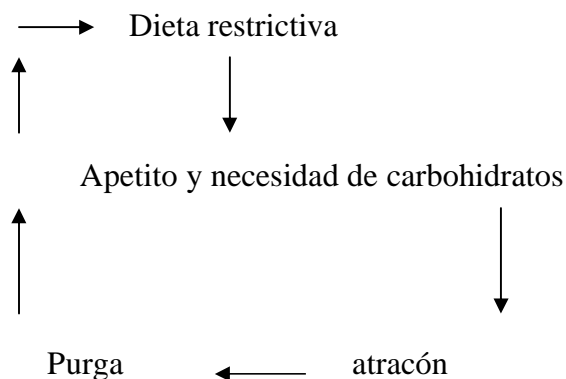 Dieta restrictiva
Apetito y necesidad de carbohidratos
Purga atracón